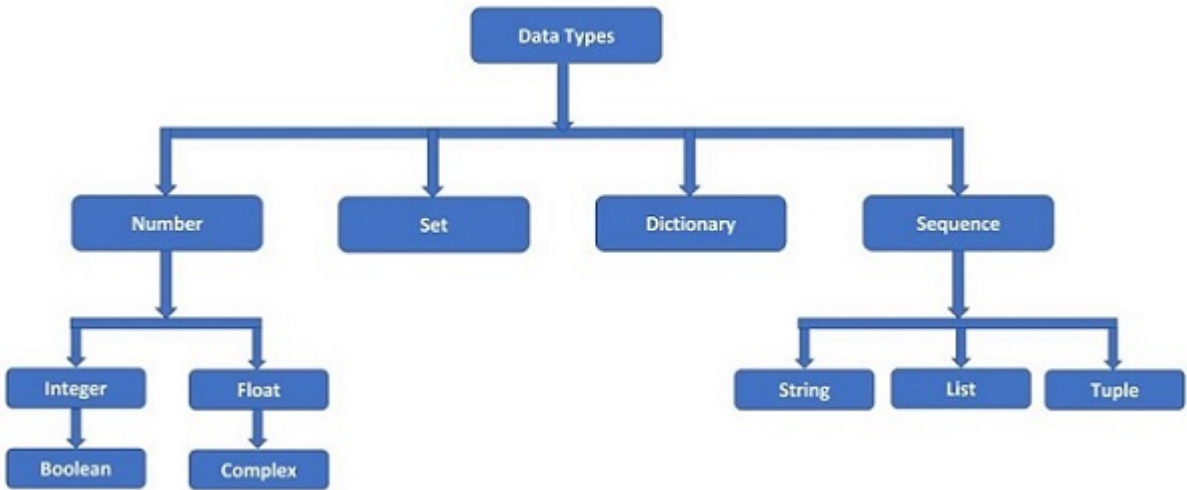 Data Types
Number
Set
Dictionary
Sequence
Integer
Float
String
List
Tuple
Boolean
Complex